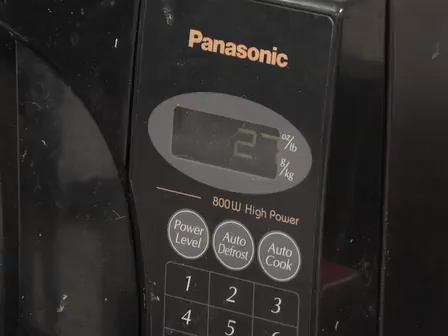 Panasonic
27
oz/lb
g/kg
800W High Power
Power Level
Auto Defrost
Auto Cook
1 2 3
4 5